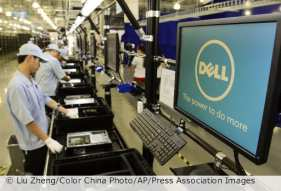 DELL
The power to do more
© Liu Zheng/Color China Photo/AP/Press Association Images